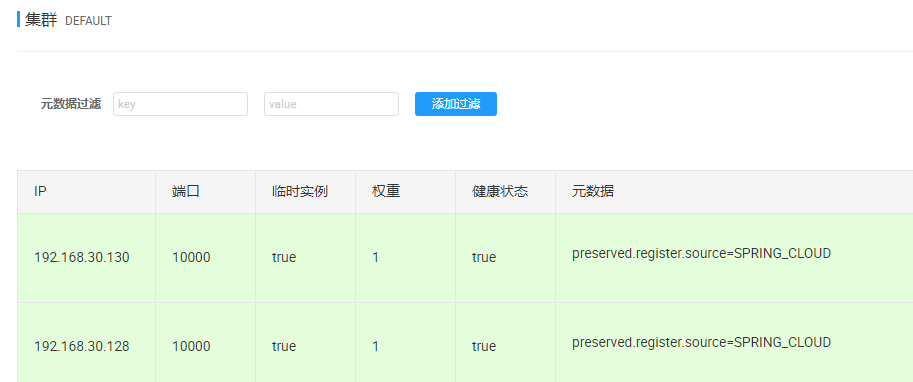 集群 DEFAULT
元数据过滤 key value 添加过滤
IP 端口 临时实例 权重 健康状态 元数据
192.168.30.130 10000 true 1 true preserved.register.source=SPRING_CLOUD
192.168.30.128 10000 true 1 true preserved.register.source=SPRING_CLOUD